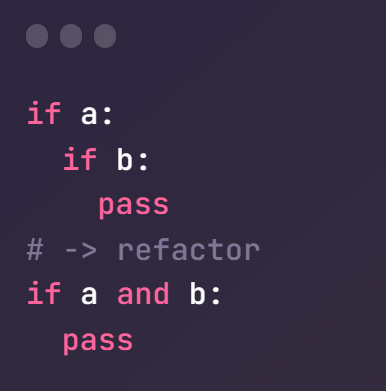 if a:
  if b:
    pass
# -> refactor
if a and b:
  pass